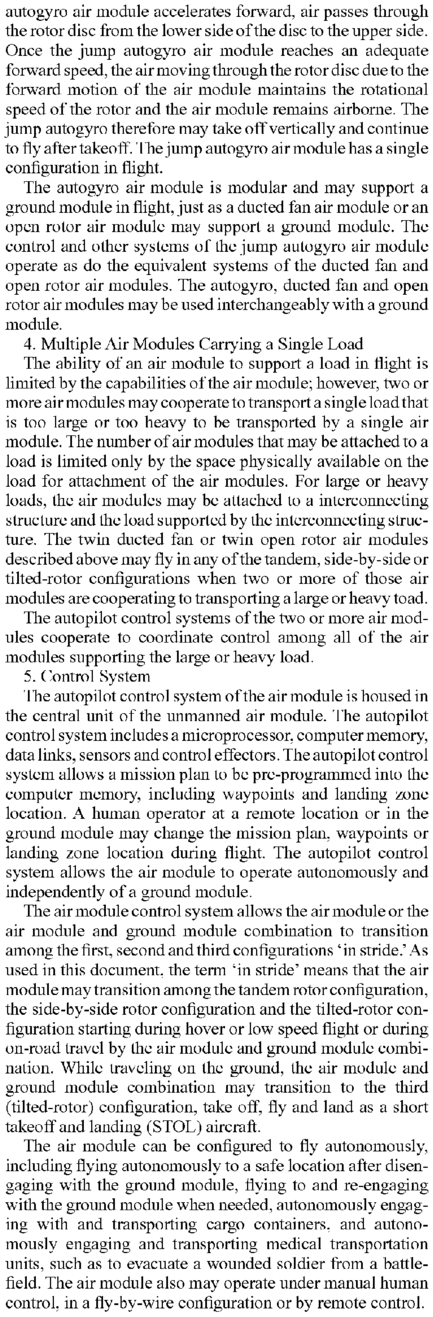 autogyro air module accelerates forward, air passes through
the rotor disc from the lower side of the disc to the upper side.
Once the jump autogyro air module reaches an adequate
forward speed, the air moving through the rotor disc due to the
forward motion of the air module maintains the rotational
speed of the rotor and the air module remains airborne. The
jump autogyro therefore may take off vertically and continue
to fly after takeoff. The jump autogyro air module has a single
configuration in flight.
The autogyro air module is modular and may support a
ground module in flight, just as a ducted fan air module or an
open rotor air module may support a ground module. The
control and other systems of the jump autogyro air module
operate as do the equivalent systems of the ducted fan and
open rotor air modules. The autogyro, ducted fan and open
rotor air modules may be used interchangeably with a ground
module.
4. Multiple Air Modules Carrying a Single Load
The ability of an air module to support a load in flight is
limited by the capabilities of the air module; however, two or
more air modules may cooperate to transport a single load that
is too large or too heavy to be transported by a single air
module. The number of air modules that may be attached to a
load is limited only by the space physically available on the
load for attachment of the air modules. For large or heavy
loads, the air modules may be attached to a interconnecting
structure and the load supported by the interconnecting struc-
ture. The twin ducted fan or twin open rotor air modules
described above may fly in any of the tandem, side-by-side or
tilted-rotor configurations when two or more of those air
modules are cooperating to transporting a large or heavy toad.
The autopilot control systems of the two or more air mod-
ules cooperate to coordinate control among all of the air
modules supporting the large or heavy load.
5. Control System
The autopilot control system of the air module is housed in
the central unit of the unmanned air module. The autopilot
control system includes a microprocessor, computer memory,
data links, sensors and control effectors. The autopilot control
system allows a mission plan to be pre-programmed into the
computer memory, including waypoints and landing zone
location. A human operator at a remote location or in the
ground module may change the mission plan, waypoints or
landing zone location during flight. The autopilot control
system allows the air module to operate autonomously and
independently of a ground module.
The air module control system allows the air module or the
air module and ground module combination to transition
among the first, second and third configurations ‘in stride.’ As
used in this document, the term ‘in stride’ means that the air
module may transition among the tandem rotor configuration,
the side-by-side rotor configuration and the tilted-rotor con-
figuration starting during hover or low speed flight or during
on-road travel by the air module and ground module combi-
nation. While traveling on the ground, the air module and
ground module combination may transition to the third
(tilted-rotor) configuration, take off, fly and land as a short
takeoff and landing (STOL) aircraft.
The air module can be configured to fly autonomously,
including flying autonomously to a safe location after disen-
gaging with the ground module, flying to and re-engaging
with the ground module when needed, autonomously engag-
ing with and transporting cargo containers, and autono-
mously engaging and transporting medical transportation
units, such as to evacuate a wounded soldier from a battle-
field. The air module also may operate under manual human
control, in a fly-by-wire configuration or by remote control.